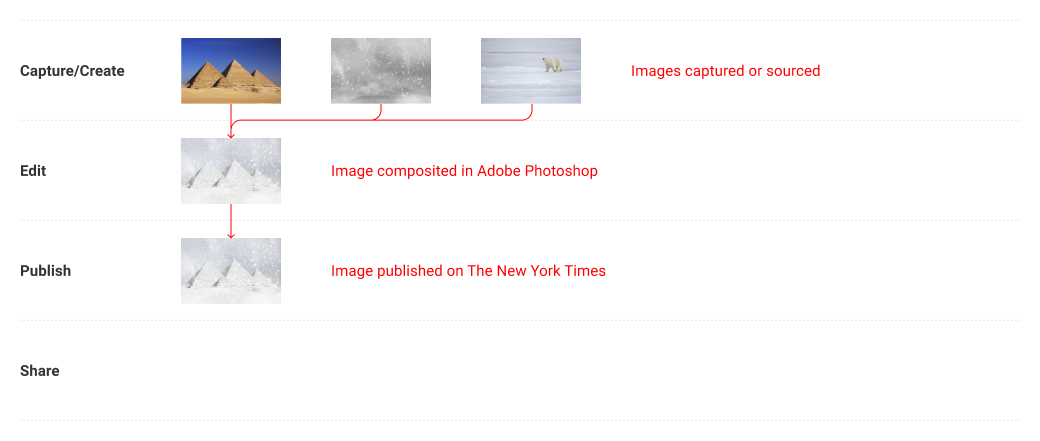 Capture/Create
Images captured or sourced
Edit
Image composited in Adobe Photoshop
Publish
Image published on The New York Times
Share